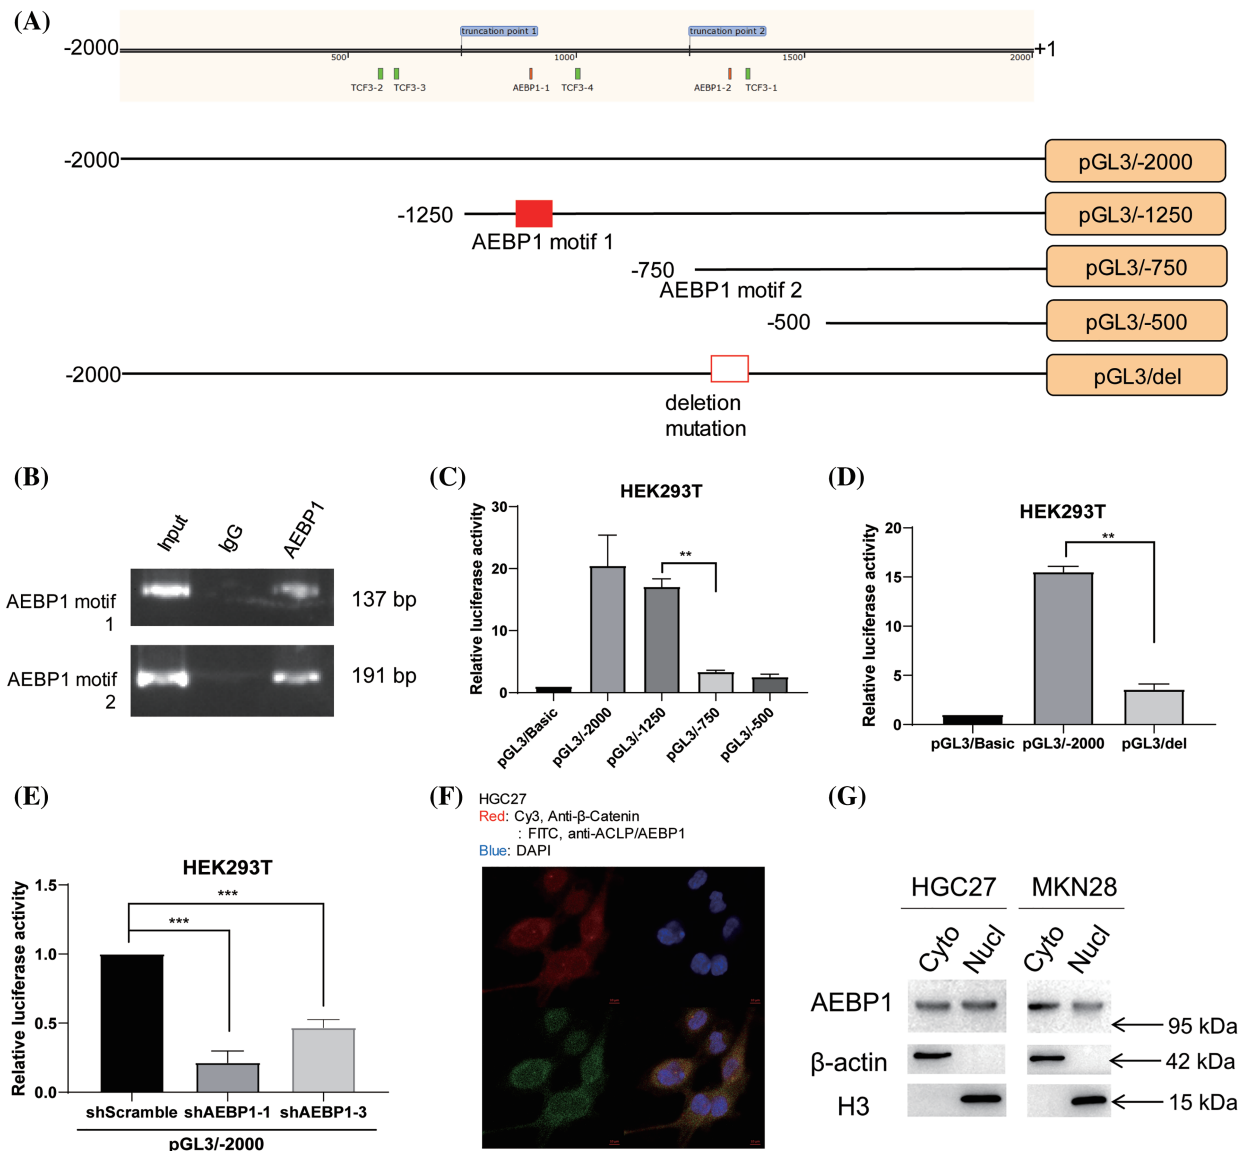 (A)
truncation point 1
truncation point 2
-2000
+1
500
1000
1500
2000
TCF3-2
TCF3-3
AEBP1-1
TCF3-4
AEBP1-2
TCF3-1
-2000
pGL3/-2000
-1250
pGL3/-1250
AEBP1 motif 1
-750
pGL3/-750
AEBP1 motif 2
-500
pGL3/-500
-2000
pGL3/del
deletion
mutation
(B)
Input
IgG
AEBP1
AEBP1 motif
1
137 bp
AEBP1 motif
2
191 bp
(C)
HEK293T
Relative luciferase activity
30
20
10
0
**
pGL3/Basic
pGL3/-2000
pGL3/-1250
pGL3/-750
pGL3/-500
(D)
HEK293T
Relative luciferase activity
20
15
10
5
0
**
pGL3/Basic
pGL3/-2000
pGL3/del
(E)
HEK293T
Relative luciferase activity
1.5
1.0
0.5
0.0
***
***
shScramble
shAEBP1-1
shAEBP1-3
pGL3/-2000
(F)
HGC27
Red: Cy3, Anti-β-Catenin
: FITC, anti-ACLP/AEBP1
Blue: DAPI
(G)
HGC27
MKN28
Cyto
Nucl
Cyto
Nucl
AEBP1
95 kDa
β-actin
42 kDa
H3
15 kDa